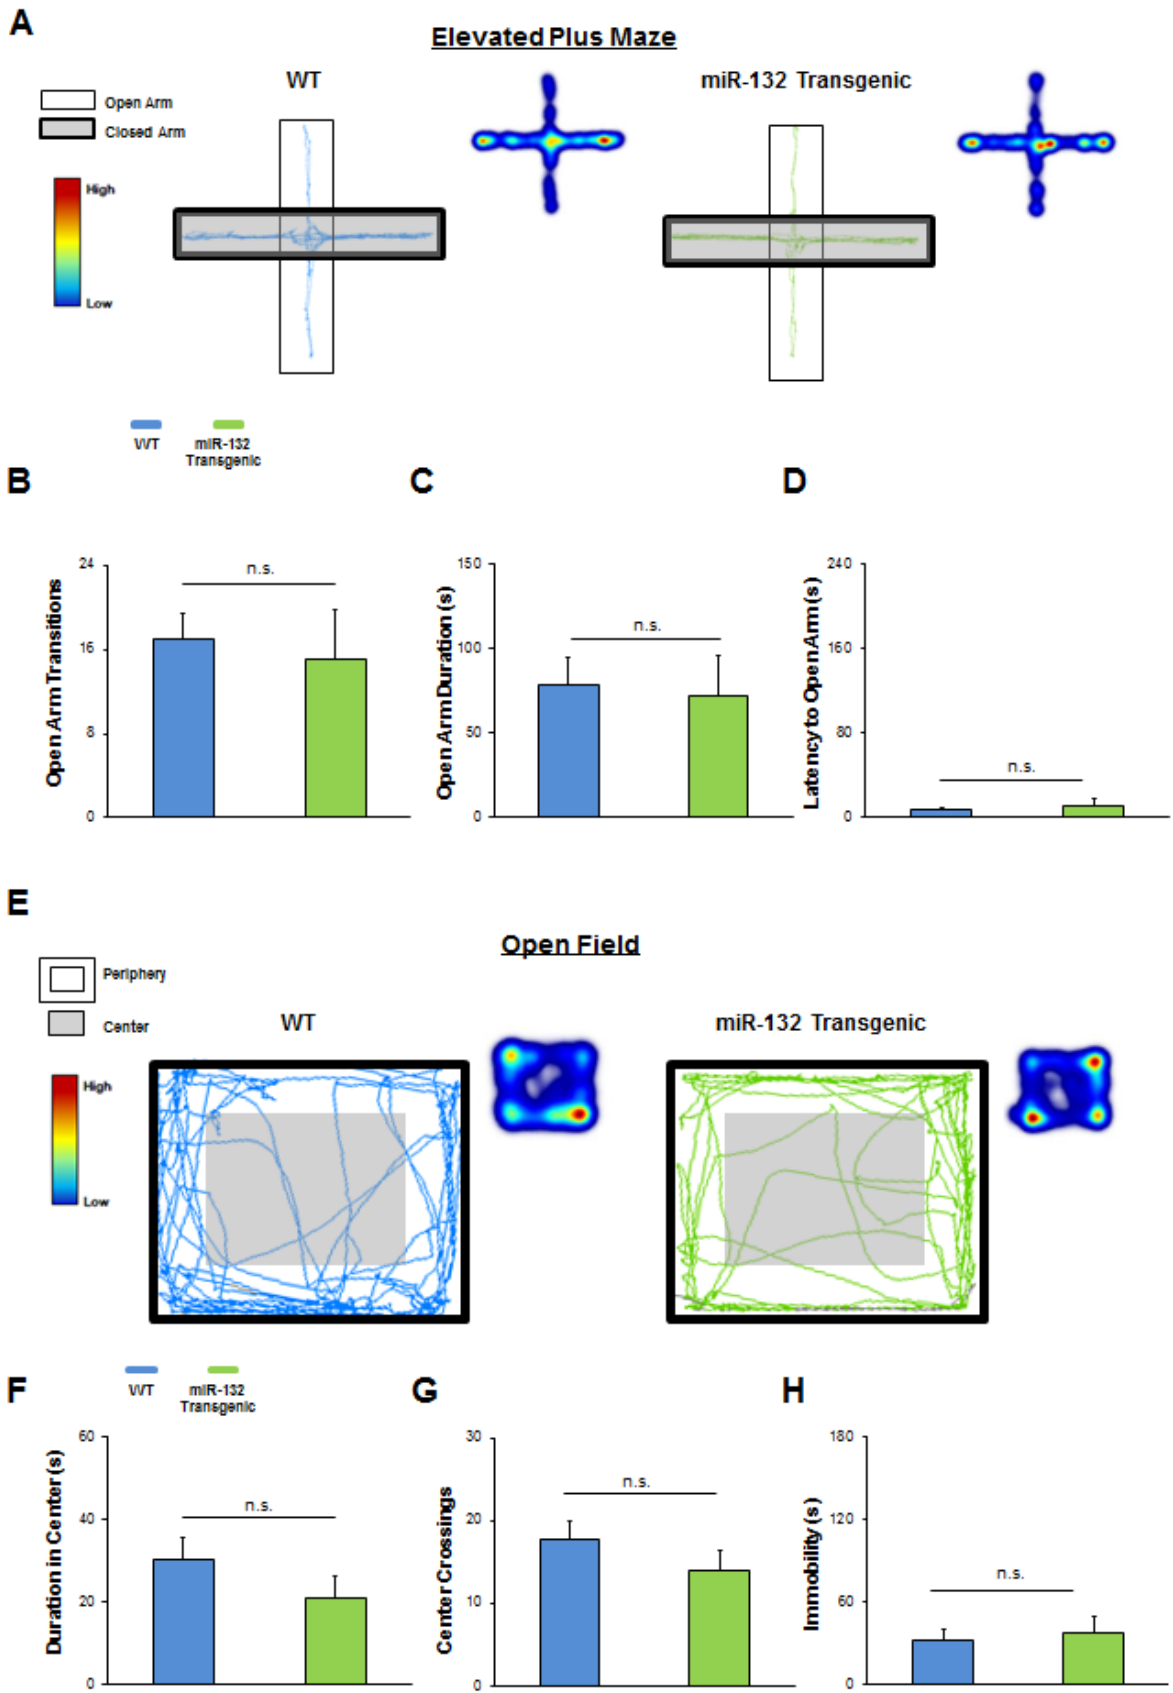 A
Elevated Plus Maze
WT
miR-132 Transgenic
Open Arm
Closed Arm
High
Low
WT
miR-132
Transgenic
B
C
D
Open Arm Transitions
24
16
8
0
n.s.
Open Arm Duration (s)
150
100
50
0
n.s.
Latency to Open Arm (s)
240
160
80
0
n.s.
E
Open Field
Periphery
Center
WT
miR-132 Transgenic
High
Low
WT
miR-132
Transgenic
F
G
H
Duration in Center (s)
60
40
20
0
n.s.
Center Crossings
30
20
10
0
n.s.
Immobility (s)
180
120
60
0
n.s.